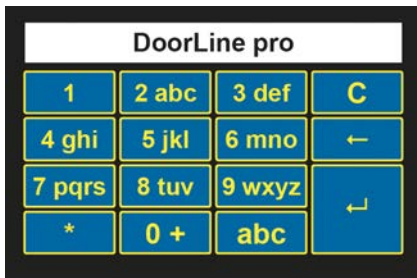 DoorLine pro
1 2 abc 3 def C
4 ghi 5 jkl 6 mno ←
7 pqrs 8 tuv 9 wxyz ↵
* 0 + abc